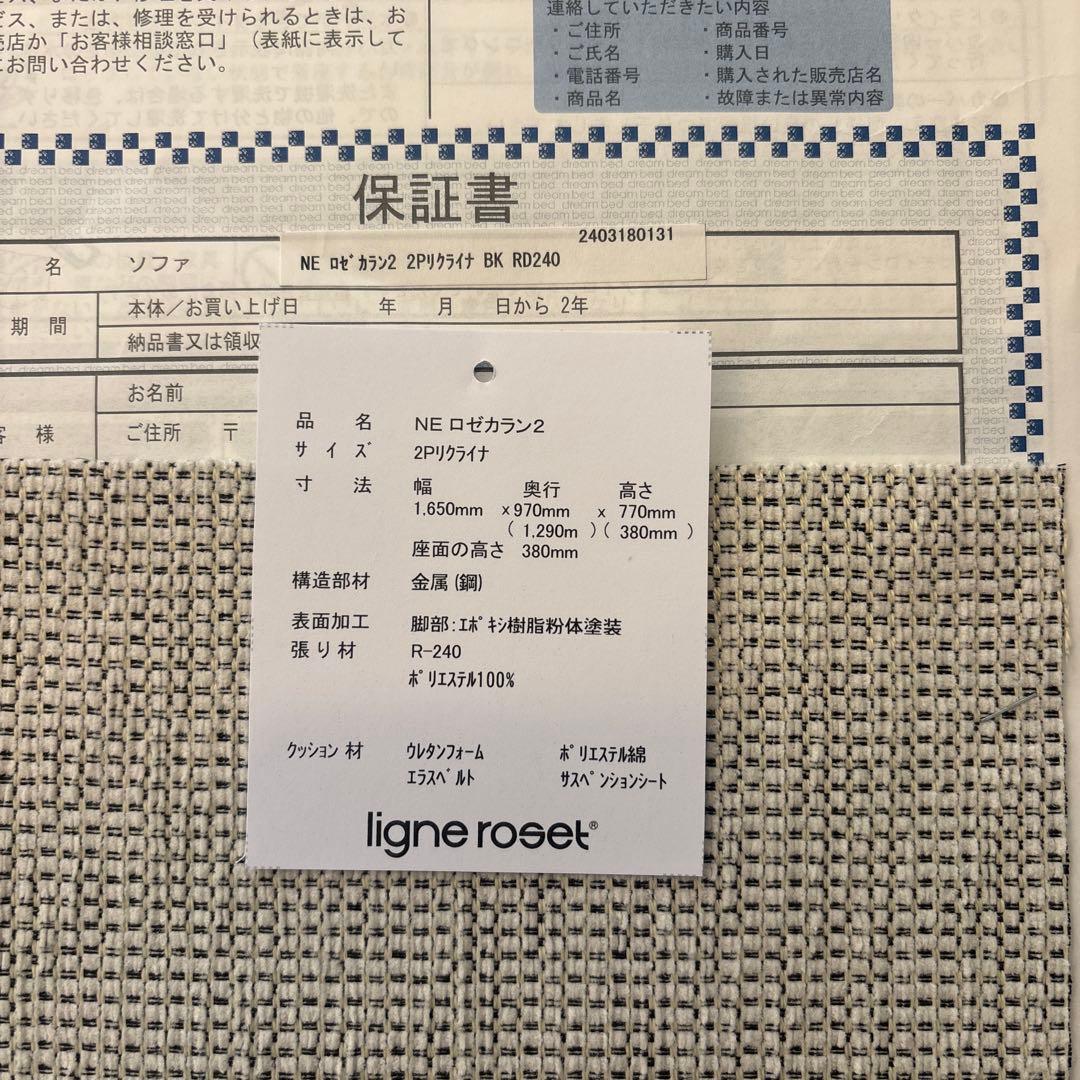 ビス、または、修理を受けられるときは、お
売店か「お客様相談窓口」（表紙に表示して
にお問い合わせください。
連絡していただきたい内容
・ご住所 ・商品番号
・ご氏名 ・購入日
・電話番号 ・購入された販売店名
・商品名 ・故障または異常内容
保証書
2403180131
NE ﾛｾﾞｶﾗﾝ2 2Pﾘｸﾗｲﾅ BK RD240
名 ソファ
期 間 本体／お買い上げ日 年 月 日から 2年
納品書又は領収
お名前
客 様 ご住所 〒
品 名 NE ロゼカラン2
サ イ ズ 2Pﾘｸﾗｲﾅ
寸 法 幅 奥行 高さ
1,650mm x 970mm x 770mm
( 1,290m )( 380mm )
座面の高さ 380mm
構造部材 金属(鋼)
表面加工 脚部:ｴﾎﾟｷｼ樹脂粉体塗装
張り材 R-240
ﾎﾟﾘｴｽﾃﾙ100%
ｸｯｼｮﾝ材 ｳﾚﾀﾝﾌｫｰﾑ ﾎﾟﾘｴｽﾃﾙ綿
ｴﾗｽﾍﾞﾙﾄ ｻｽﾍﾟﾝｼｮﾝｼｰﾄ
ligne roset®